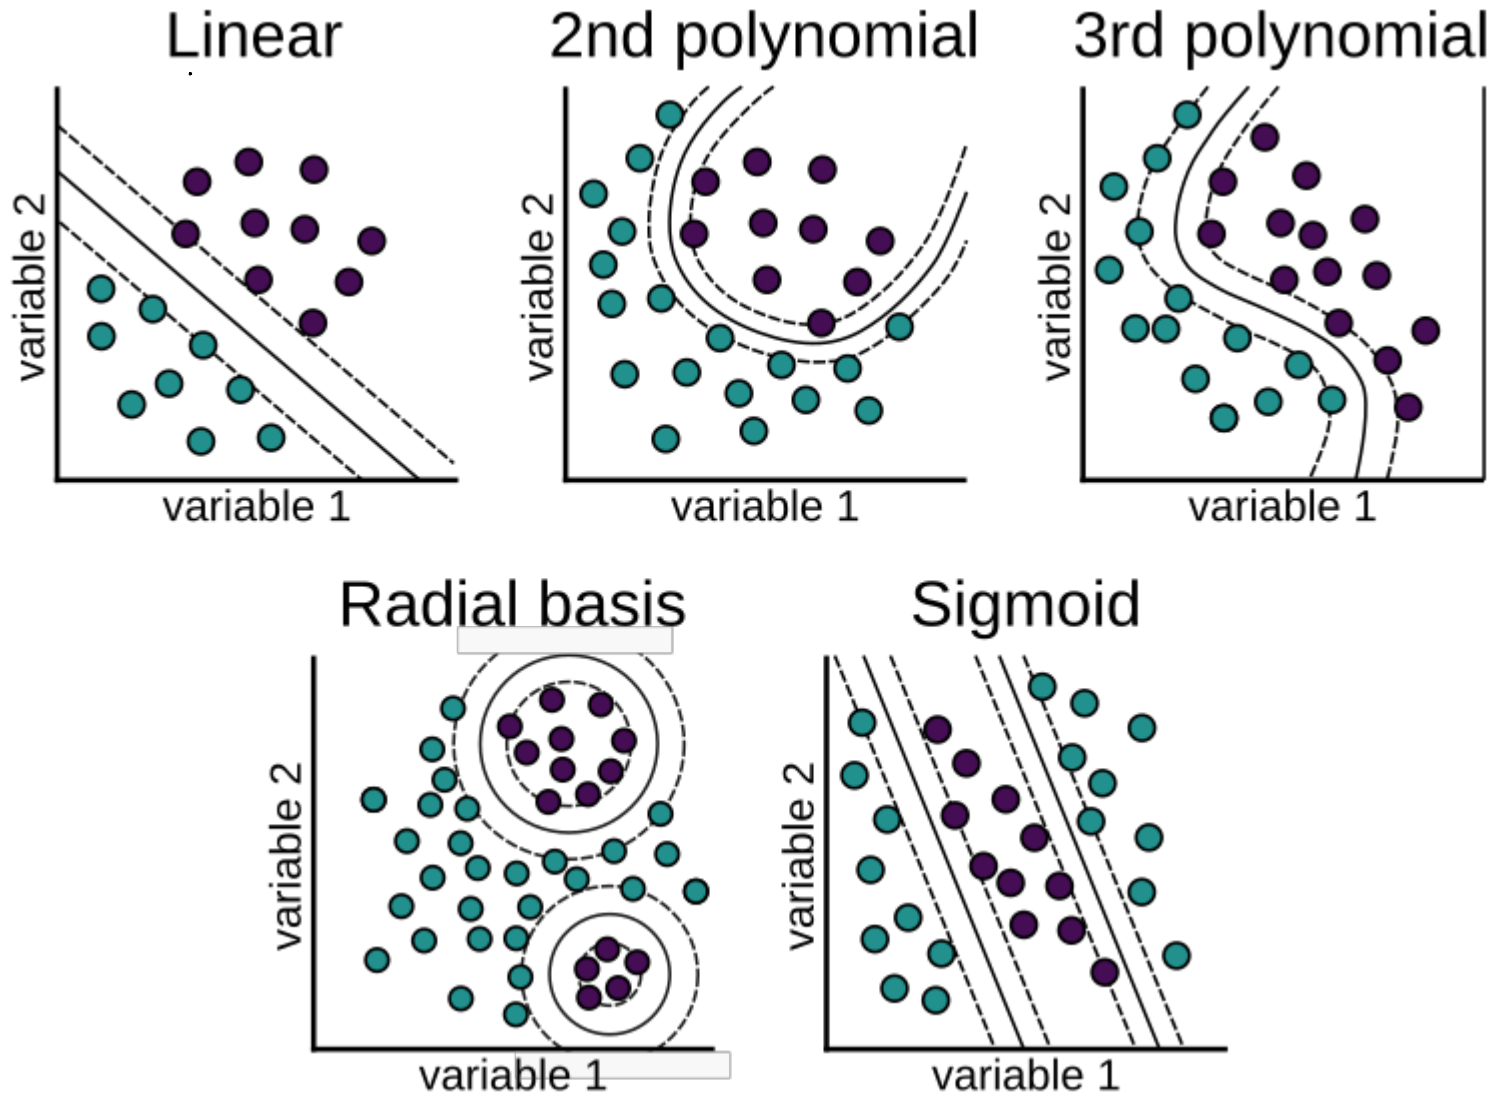 Linear
2nd polynomial
3rd polynomial
variable 2
variable 1
variable 2
variable 1
variable 2
variable 1
Radial basis
Sigmoid
variable 2
variable 1
variable 2
variable 1